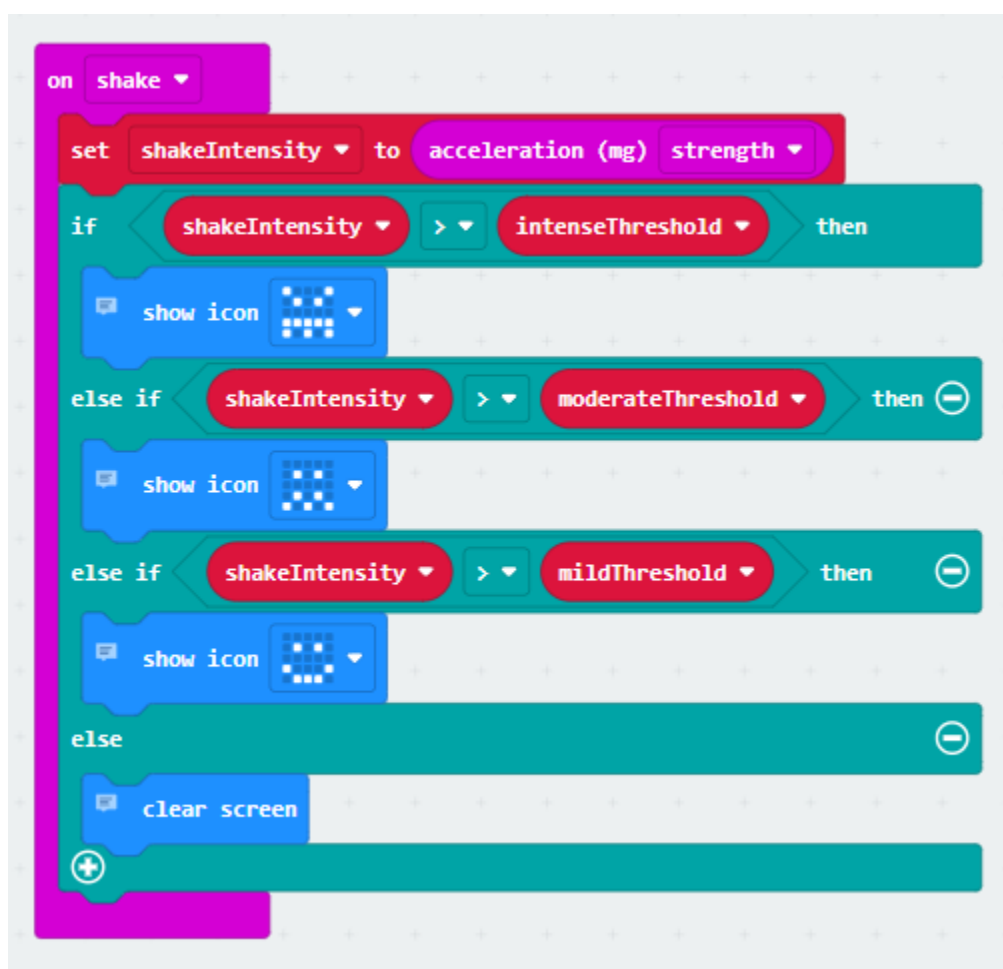 on shake
set shakeIntensity to acceleration (mg) strength
if shakeIntensity > intenseThreshold then
show icon
else if shakeIntensity > moderateThreshold then
show icon
else if shakeIntensity > mildThreshold then
show icon
else
clear screen